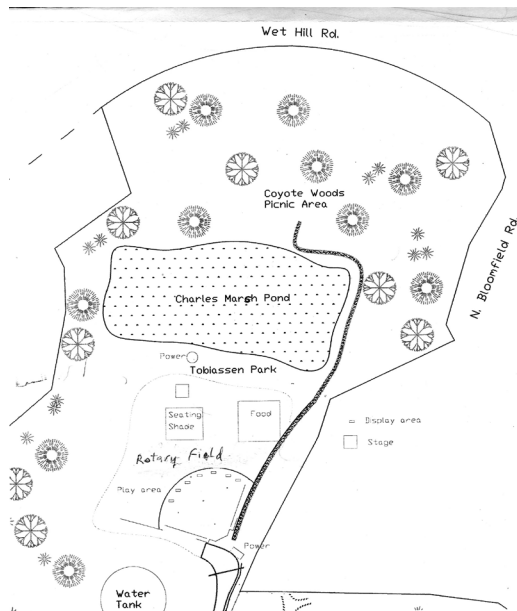 Wet Hill Rd.
Coyote Woods
Picnic Area
N. Bloomfield Rd.
Charles Marsh Pond
Power
Tobiassen Park
Seating
Shade
Food
Display area
Stage
Rotary Field
Play area
Power
Water
Tank